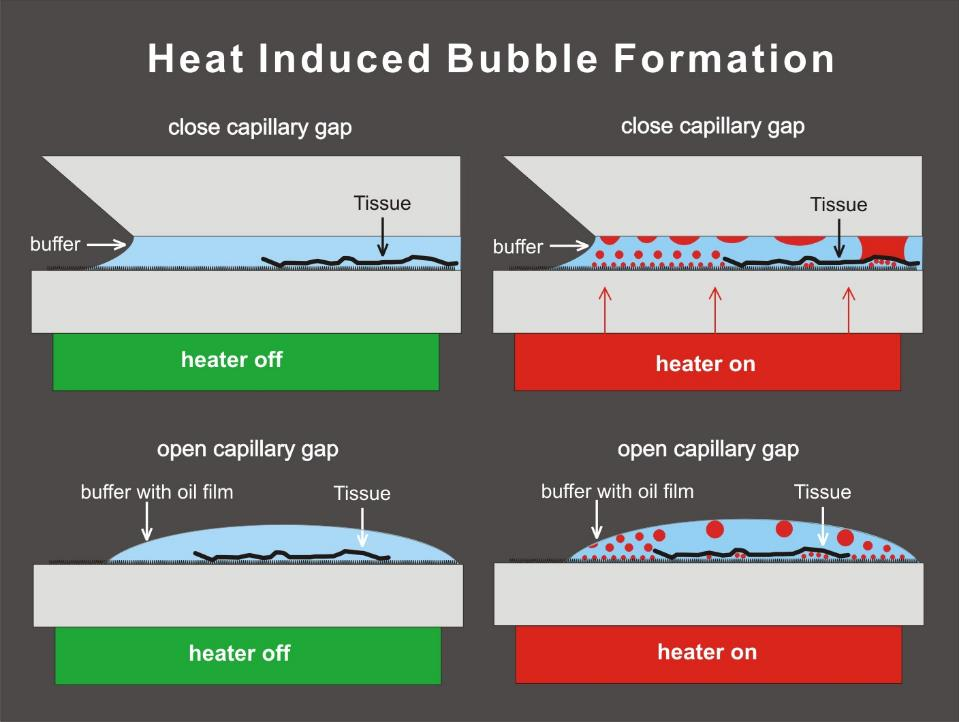 Heat Induced Bubble Formation
close capillary gap
close capillary gap
Tissue
buffer
heater off
Tissue
buffer
heater on
open capillary gap
open capillary gap
buffer with oil film
Tissue
heater off
buffer with oil film
Tissue
heater on